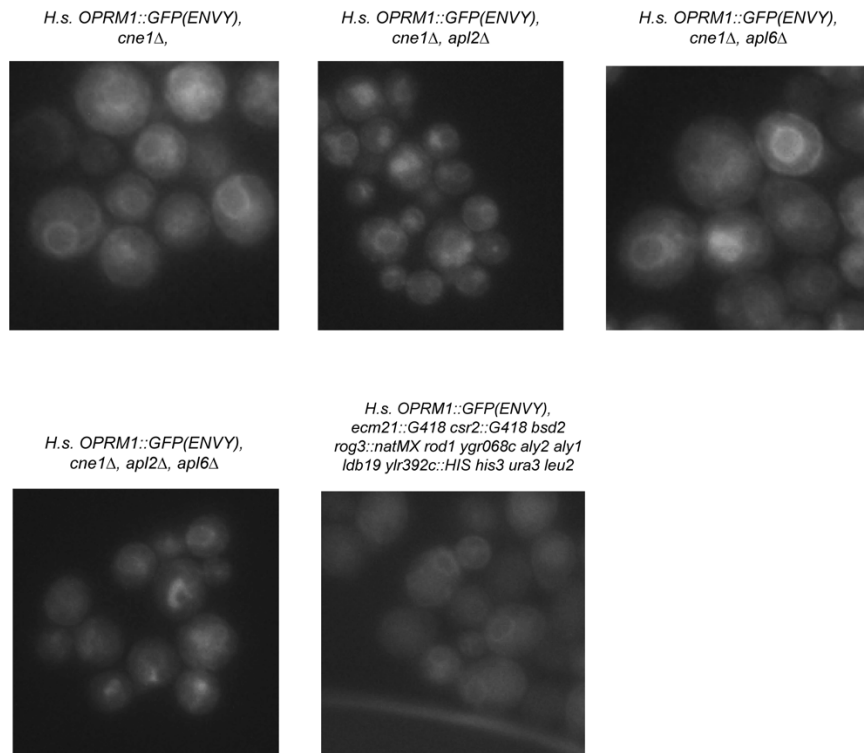 H.s. OPRM1::GFP(ENVY),
cne1Δ,
H.s. OPRM1::GFP(ENVY),
cne1Δ, apl2Δ
H.s. OPRM1::GFP(ENVY),
cne1Δ, apl6Δ
H.s. OPRM1::GFP(ENVY),
cne1Δ, apl2Δ, apl6Δ
H.s. OPRM1::GFP(ENVY),
ecm21::G418 csr2::G418 bsd2
rog3::natMX rod1 ygr068c aly2 aly1
ldb19 ylr392c::HIS his3 ura3 leu2